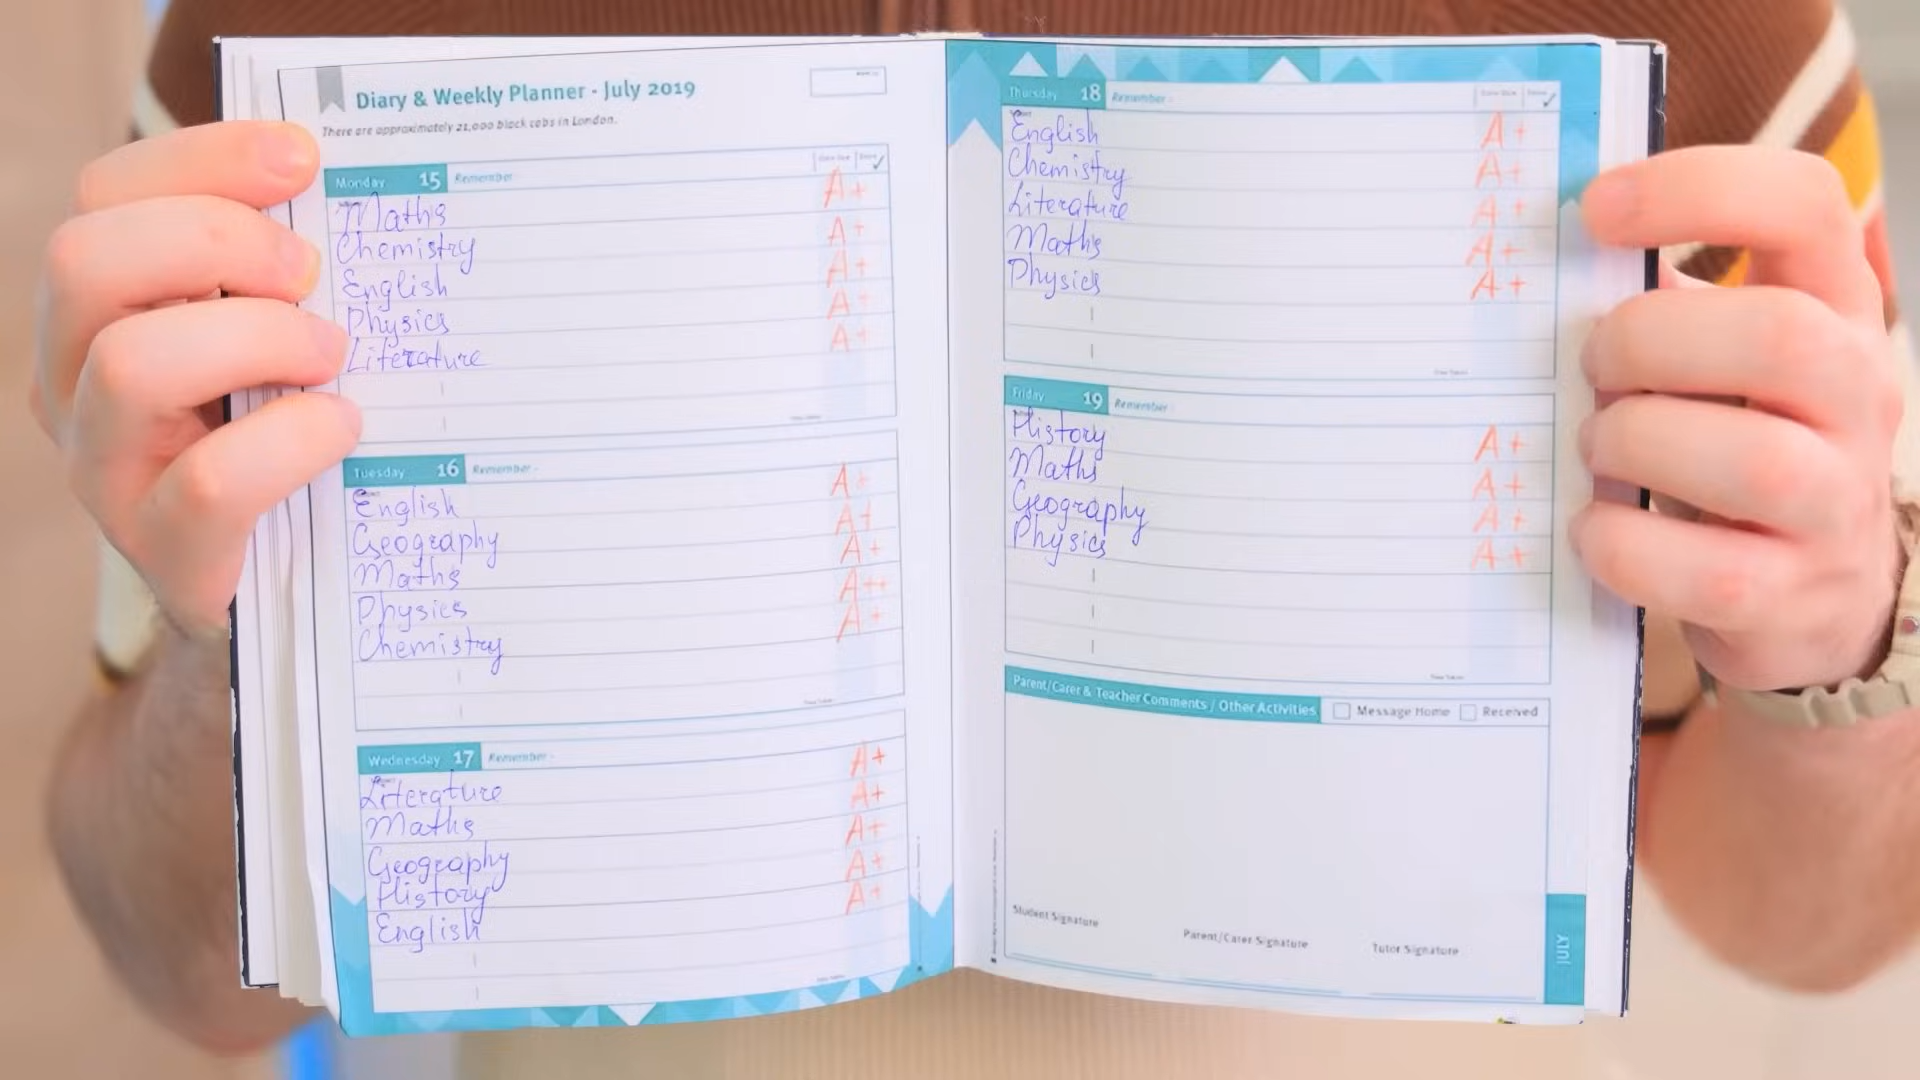 Diary & Weekly Planner - July 2019
There are approximately 21,000 black cabs in London.
Monday 15 Remember -
Maths A+
Chemistry A+
English A+
Physics A+
Literature A+
Tuesday 16 Remember -
English A+
Geography A+
Maths A+
Physics A++
Chemistry A+
Wednesday 17 Remember -
Literature A+
Maths A+
Geography A+
History A+
English A+
Thursday 18 Remember -
English A+
Chemistry A+
Literature A+
Maths A+
Physics A+
Friday 19 Remember -
History A+
Maths A+
Geography A+
Physics A+
Parent/Carer & Teacher Comments / Other Activities Message Home Received
Student Signature
Parent/Carer Signature
Tutor Signature
JULY